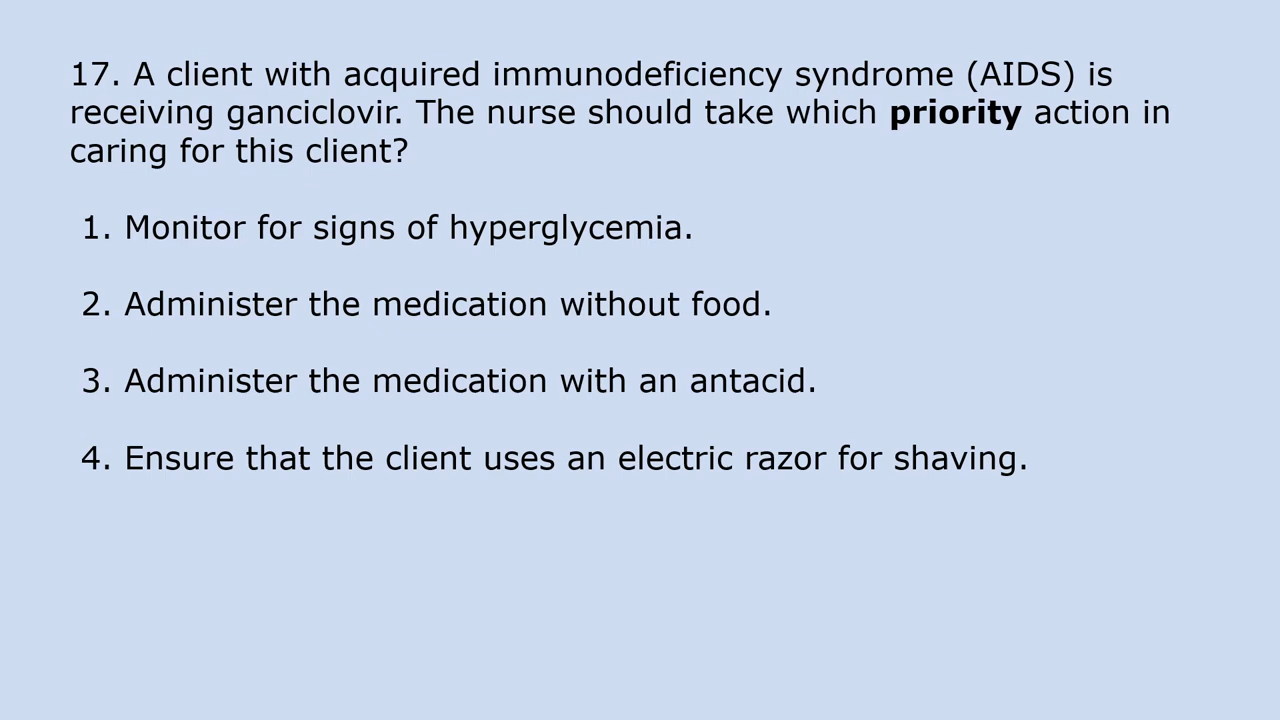 17. A client with acquired immunodeficiency syndrome (AIDS) is
receiving ganciclovir. The nurse should take which priority action in
caring for this client?
1. Monitor for signs of hyperglycemia.
2. Administer the medication without food.
3. Administer the medication with an antacid.
4. Ensure that the client uses an electric razor for shaving.